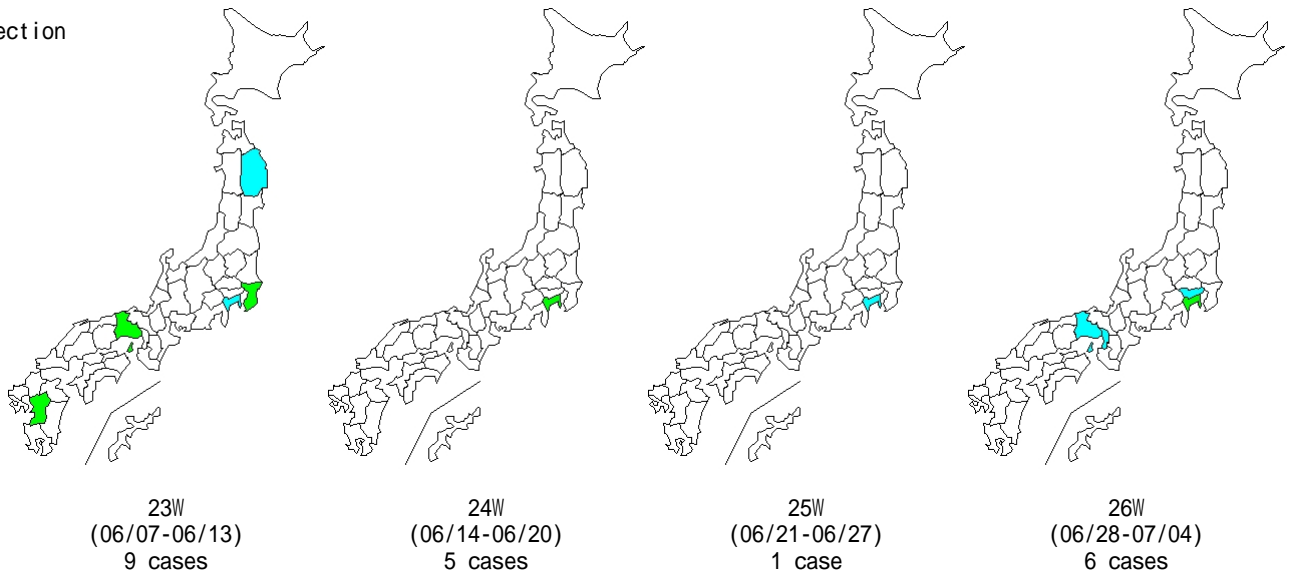 ection
23W
(06/07-06/13)
9 cases
24W
(06/14-06/20)
5 cases
25W
(06/21-06/27)
1 case
26W
(06/28-07/04)
6 cases